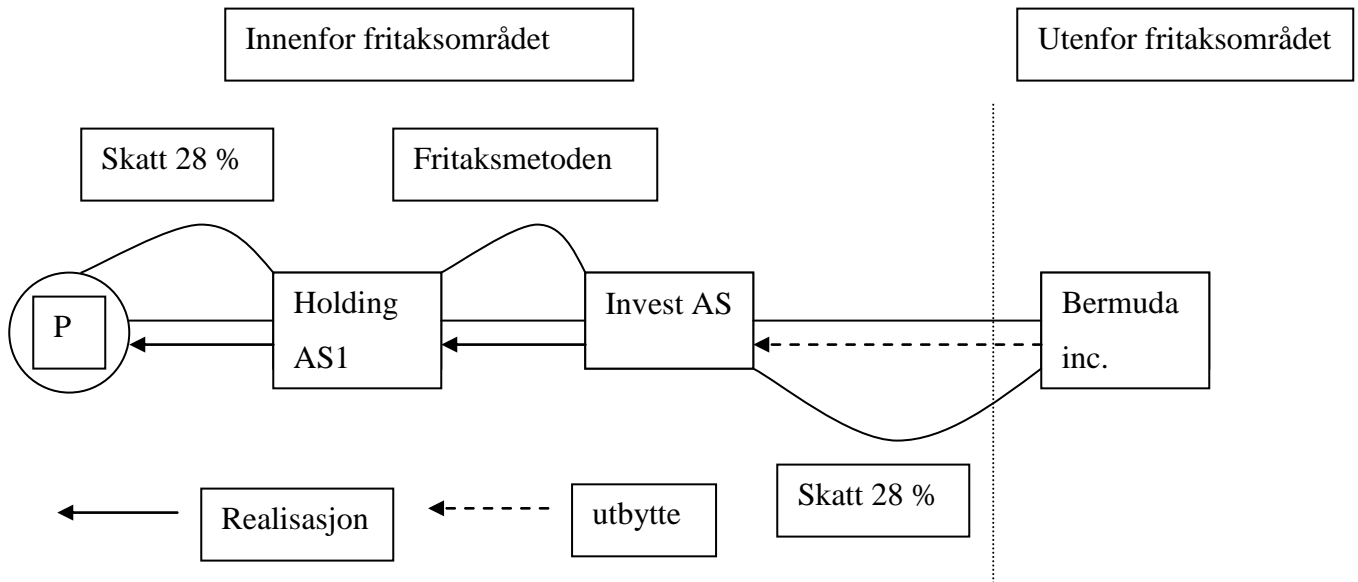 Innenfor fritaksområdet
Utenfor fritaksområdet
Skatt 28 %
Fritaksmetoden
P
Holding
AS1
Invest AS
Bermuda
inc.
Skatt 28 %
Realisasjon
utbytte